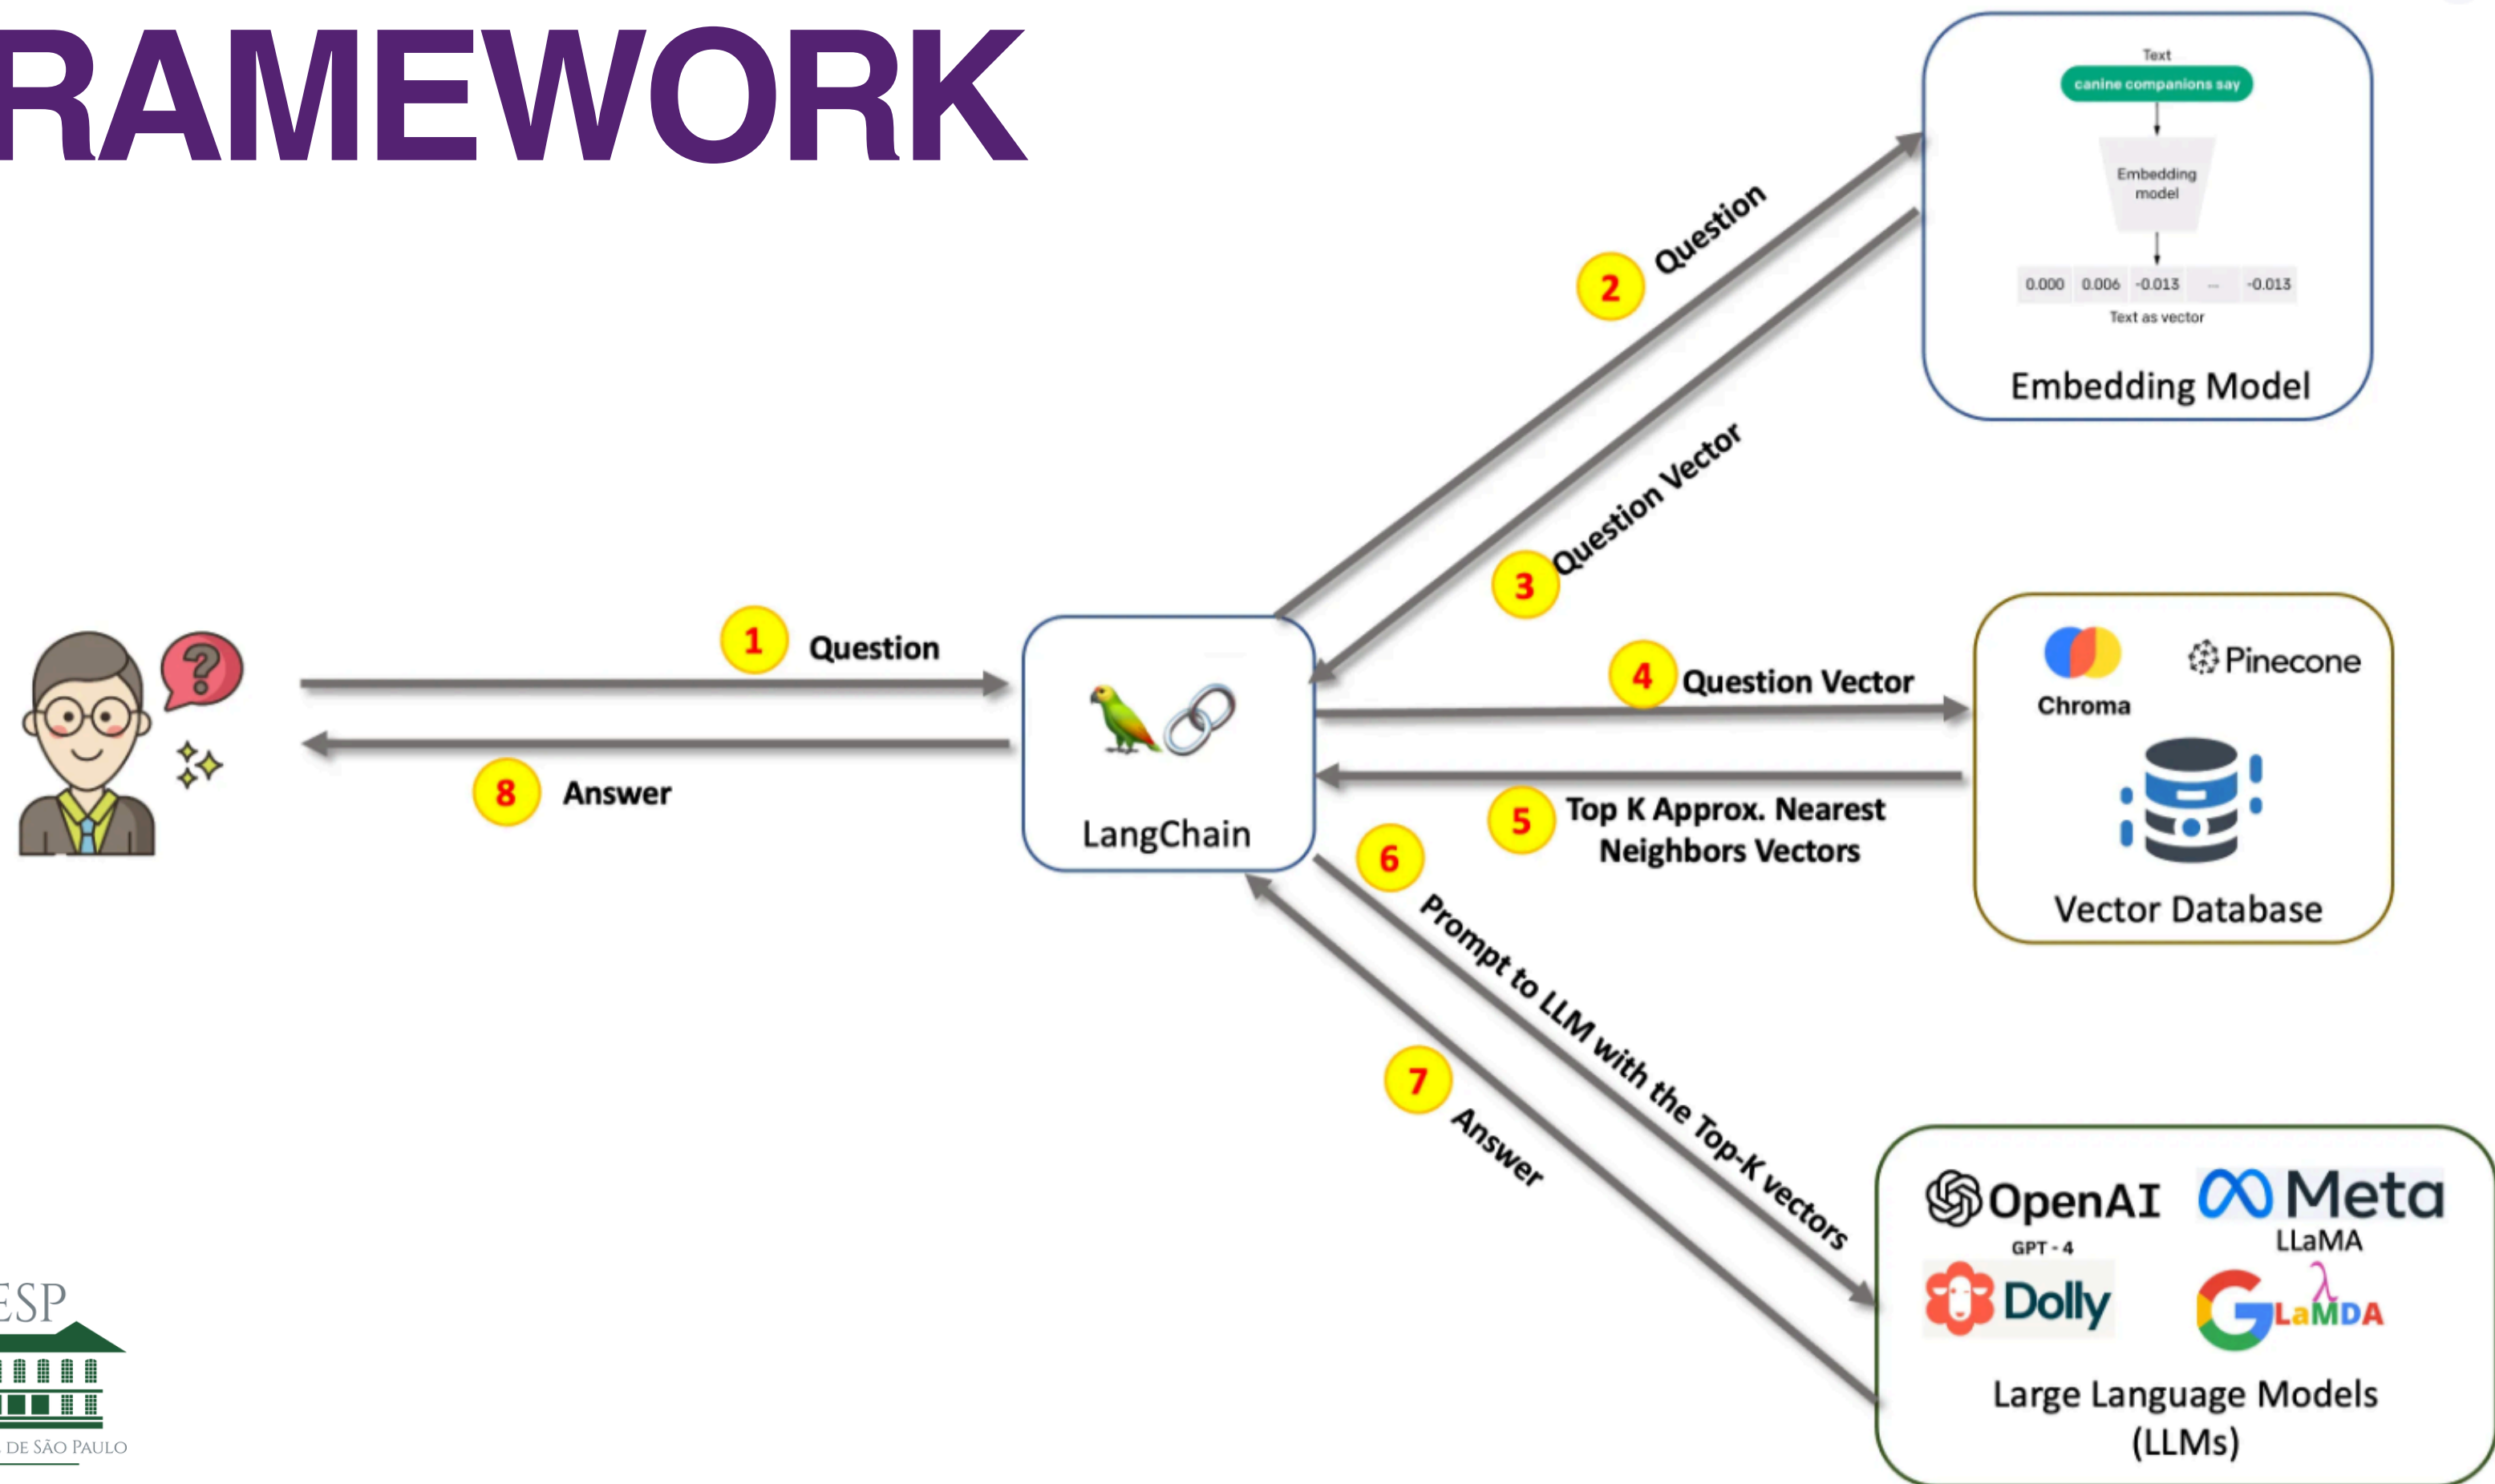 RAMEWORK
Text
canine companions say
Embedding
model
0.000 0.006 -0.013 ... -0.013
Text as vector
Embedding Model
2 Question
3 Question Vector
1 Question
8 Answer
LangChain
4 Question Vector
5 Top K Approx. Nearest
Neighbors Vectors
Chroma
Pinecone
Vector Database
6 Prompt to LLM with the Top-K vectors
7 Answer
OpenAI
GPT - 4
Meta
LLaMA
Dolly
G LaMDA
λ
Large Language Models
(LLMs)
ESP
DE SÃO PAULO